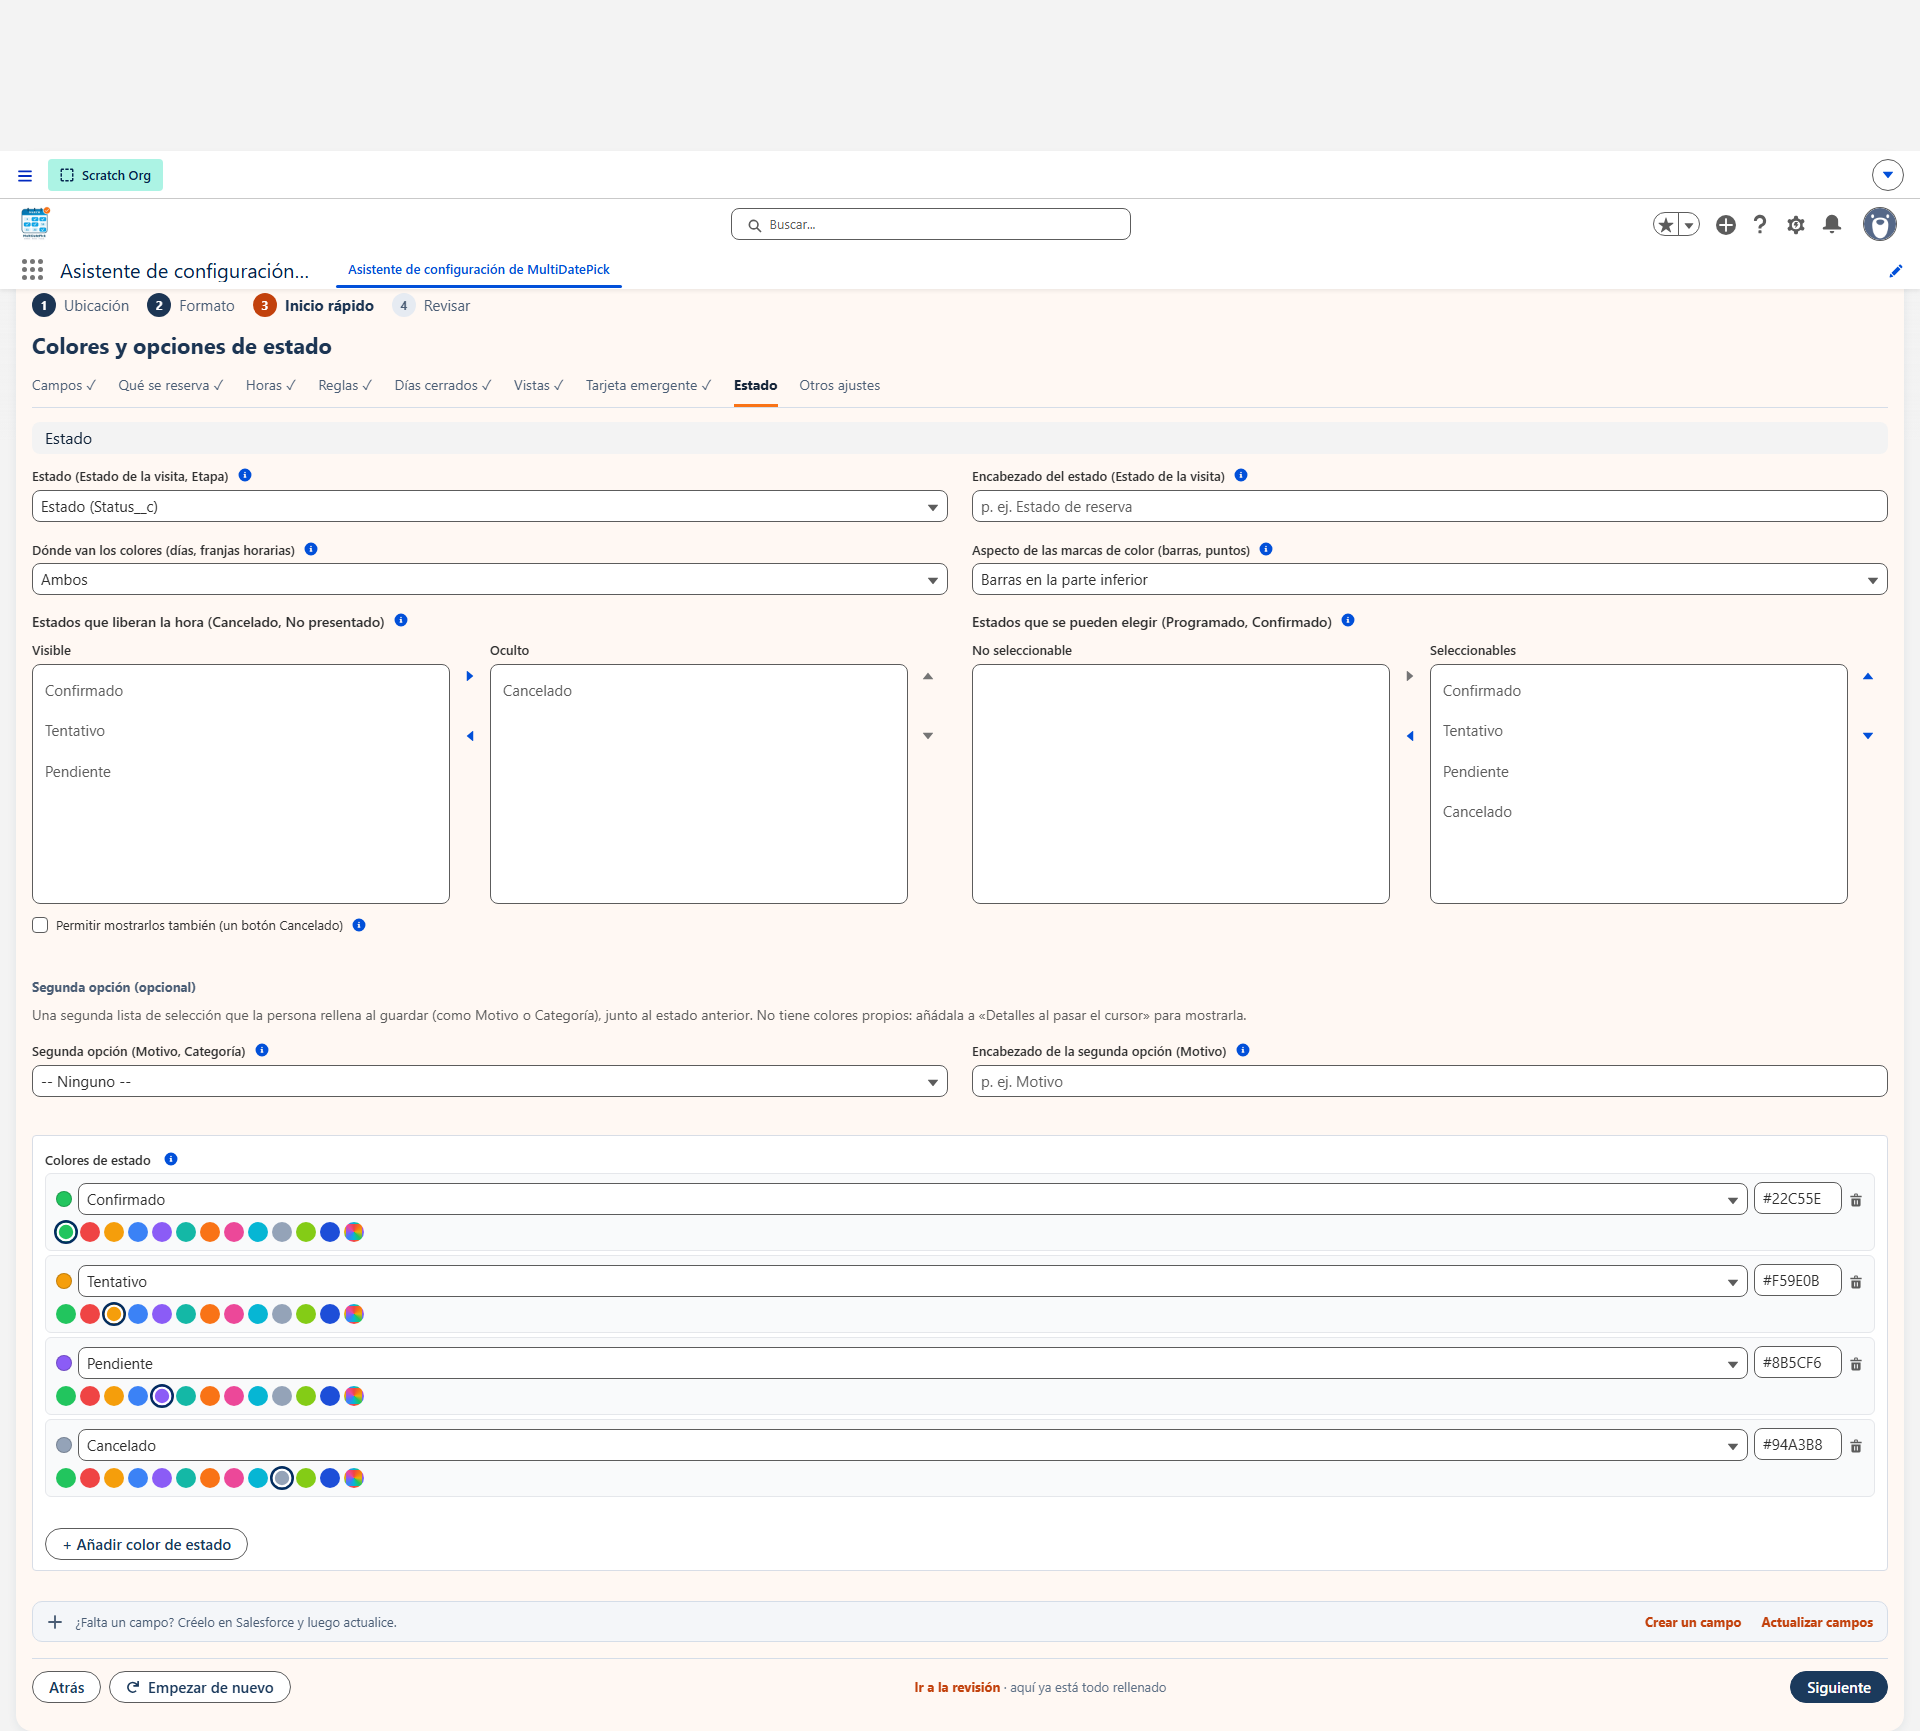 Scratch Org
Buscar...
Asistente de configuración...
Asistente de configuración de MultiDatePick
1 Ubicación 2 Formato 3 Inicio rápido 4 Revisar
Colores y opciones de estado
Campos ✓ Qué se reserva ✓ Horas ✓ Reglas ✓ Días cerrados ✓ Vistas ✓ Tarjeta emergente ✓ Estado Otros ajustes
Estado
Estado (Estado de la visita, Etapa)
Encabezado del estado (Estado de la visita)
Estado (Status__c)
p. ej. Estado de reserva
Dónde van los colores (días, franjas horarias)
Aspecto de las marcas de color (barras, puntos)
Ambos
Barras en la parte inferior
Estados que liberan la hora (Cancelado, No presentado)
Estados que se pueden elegir (Programado, Confirmado)
Visible
Oculto
No seleccionable
Seleccionables
Confirmado
Tentativo
Pendiente
Cancelado
Confirmado
Tentativo
Pendiente
Cancelado
Permitir mostrarlos también (un botón Cancelado)
Segunda opción (opcional)
Una segunda lista de selección que la persona rellena al guardar (como Motivo o Categoría), junto al estado anterior. No tiene colores propios: añádala a «Detalles al pasar el cursor» para mostrarla.
Segunda opción (Motivo, Categoría)
Encabezado de la segunda opción (Motivo)
-- Ninguno --
p. ej. Motivo
Colores de estado
Confirmado
#22C55E
Tentativo
#F59E0B
Pendiente
#8B5CF6
Cancelado
#94A3B8
+ Añadir color de estado
¿Falta un campo? Créelo en Salesforce y luego actualice.
Crear un campo
Actualizar campos
Atrás
Empezar de nuevo
Ir a la revisión · aquí ya está todo rellenado
Siguiente